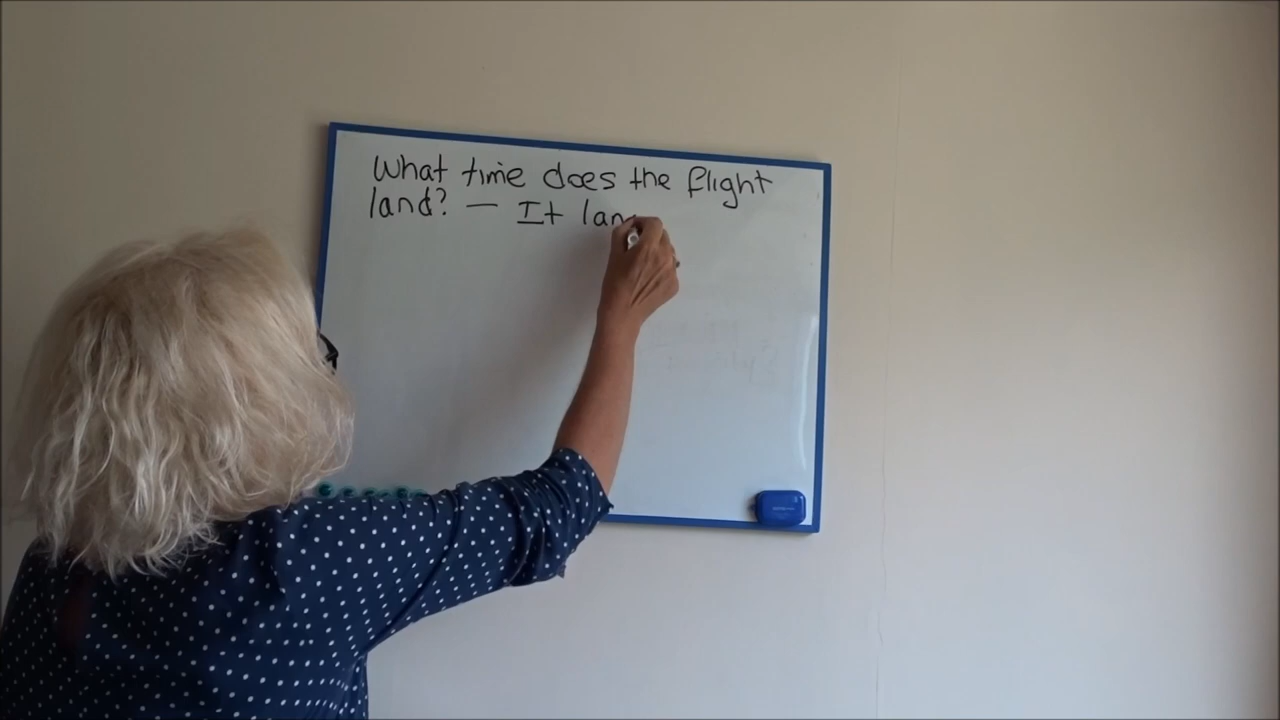 What time does the flight
land? — It lan